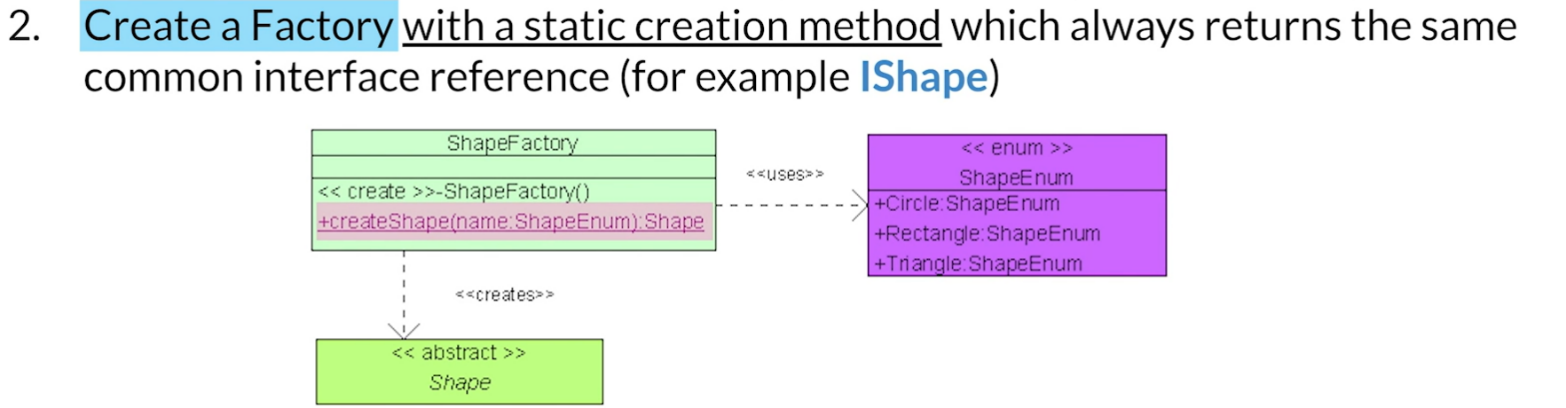 2. Create a Factory with a static creation method which always returns the same
common interface reference (for example IShape)
ShapeFactory
<< create >>-ShapeFactory()
+createShape(name:ShapeEnum):Shape
<<uses>>
<< enum >>
ShapeEnum
+Circle:ShapeEnum
+Rectangle:ShapeEnum
+Triangle:ShapeEnum
<<creates>>
<< abstract >>
Shape